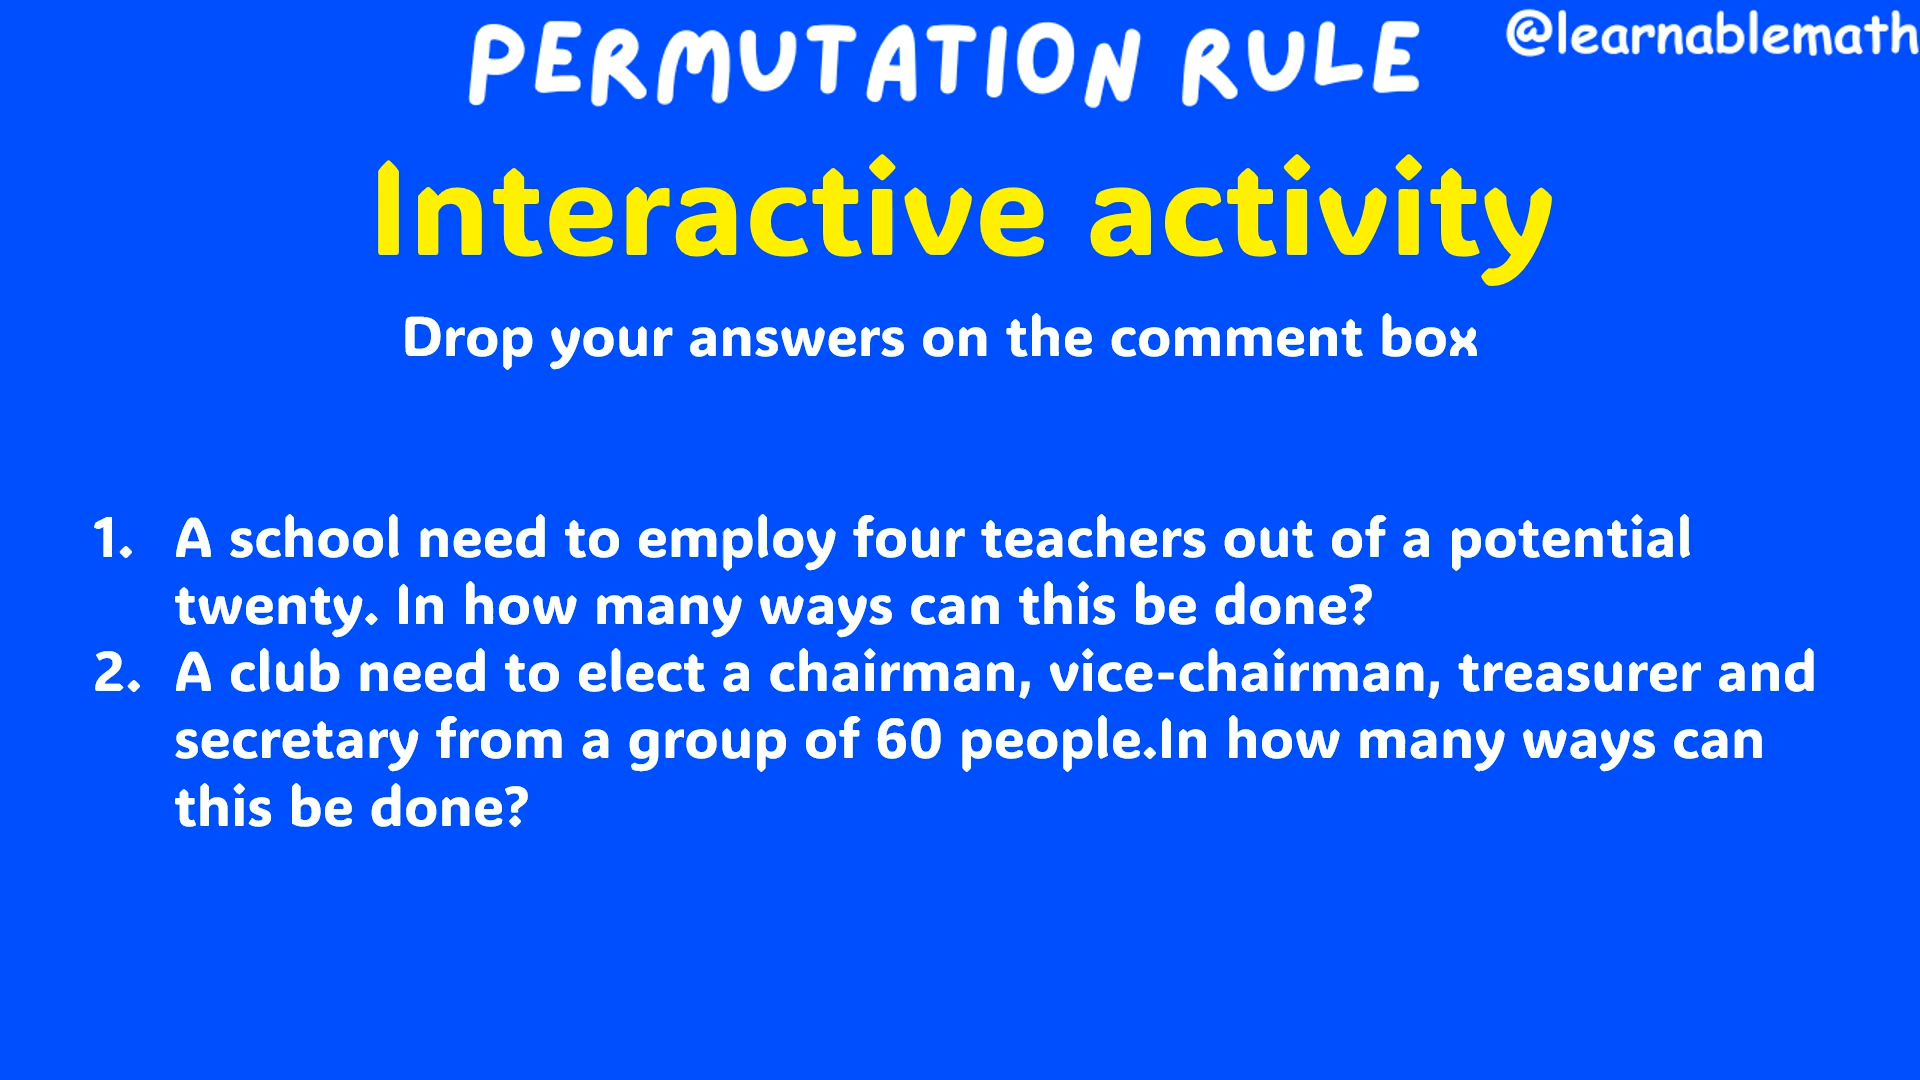 PERMUTATION RULE
@learnablemath
Interactive activity
Drop your answers on the comment box
1. A school need to employ four teachers out of a potential
twenty. In how many ways can this be done?
2. A club need to elect a chairman, vice-chairman, treasurer and
secretary from a group of 60 people.In how many ways can
this be done?